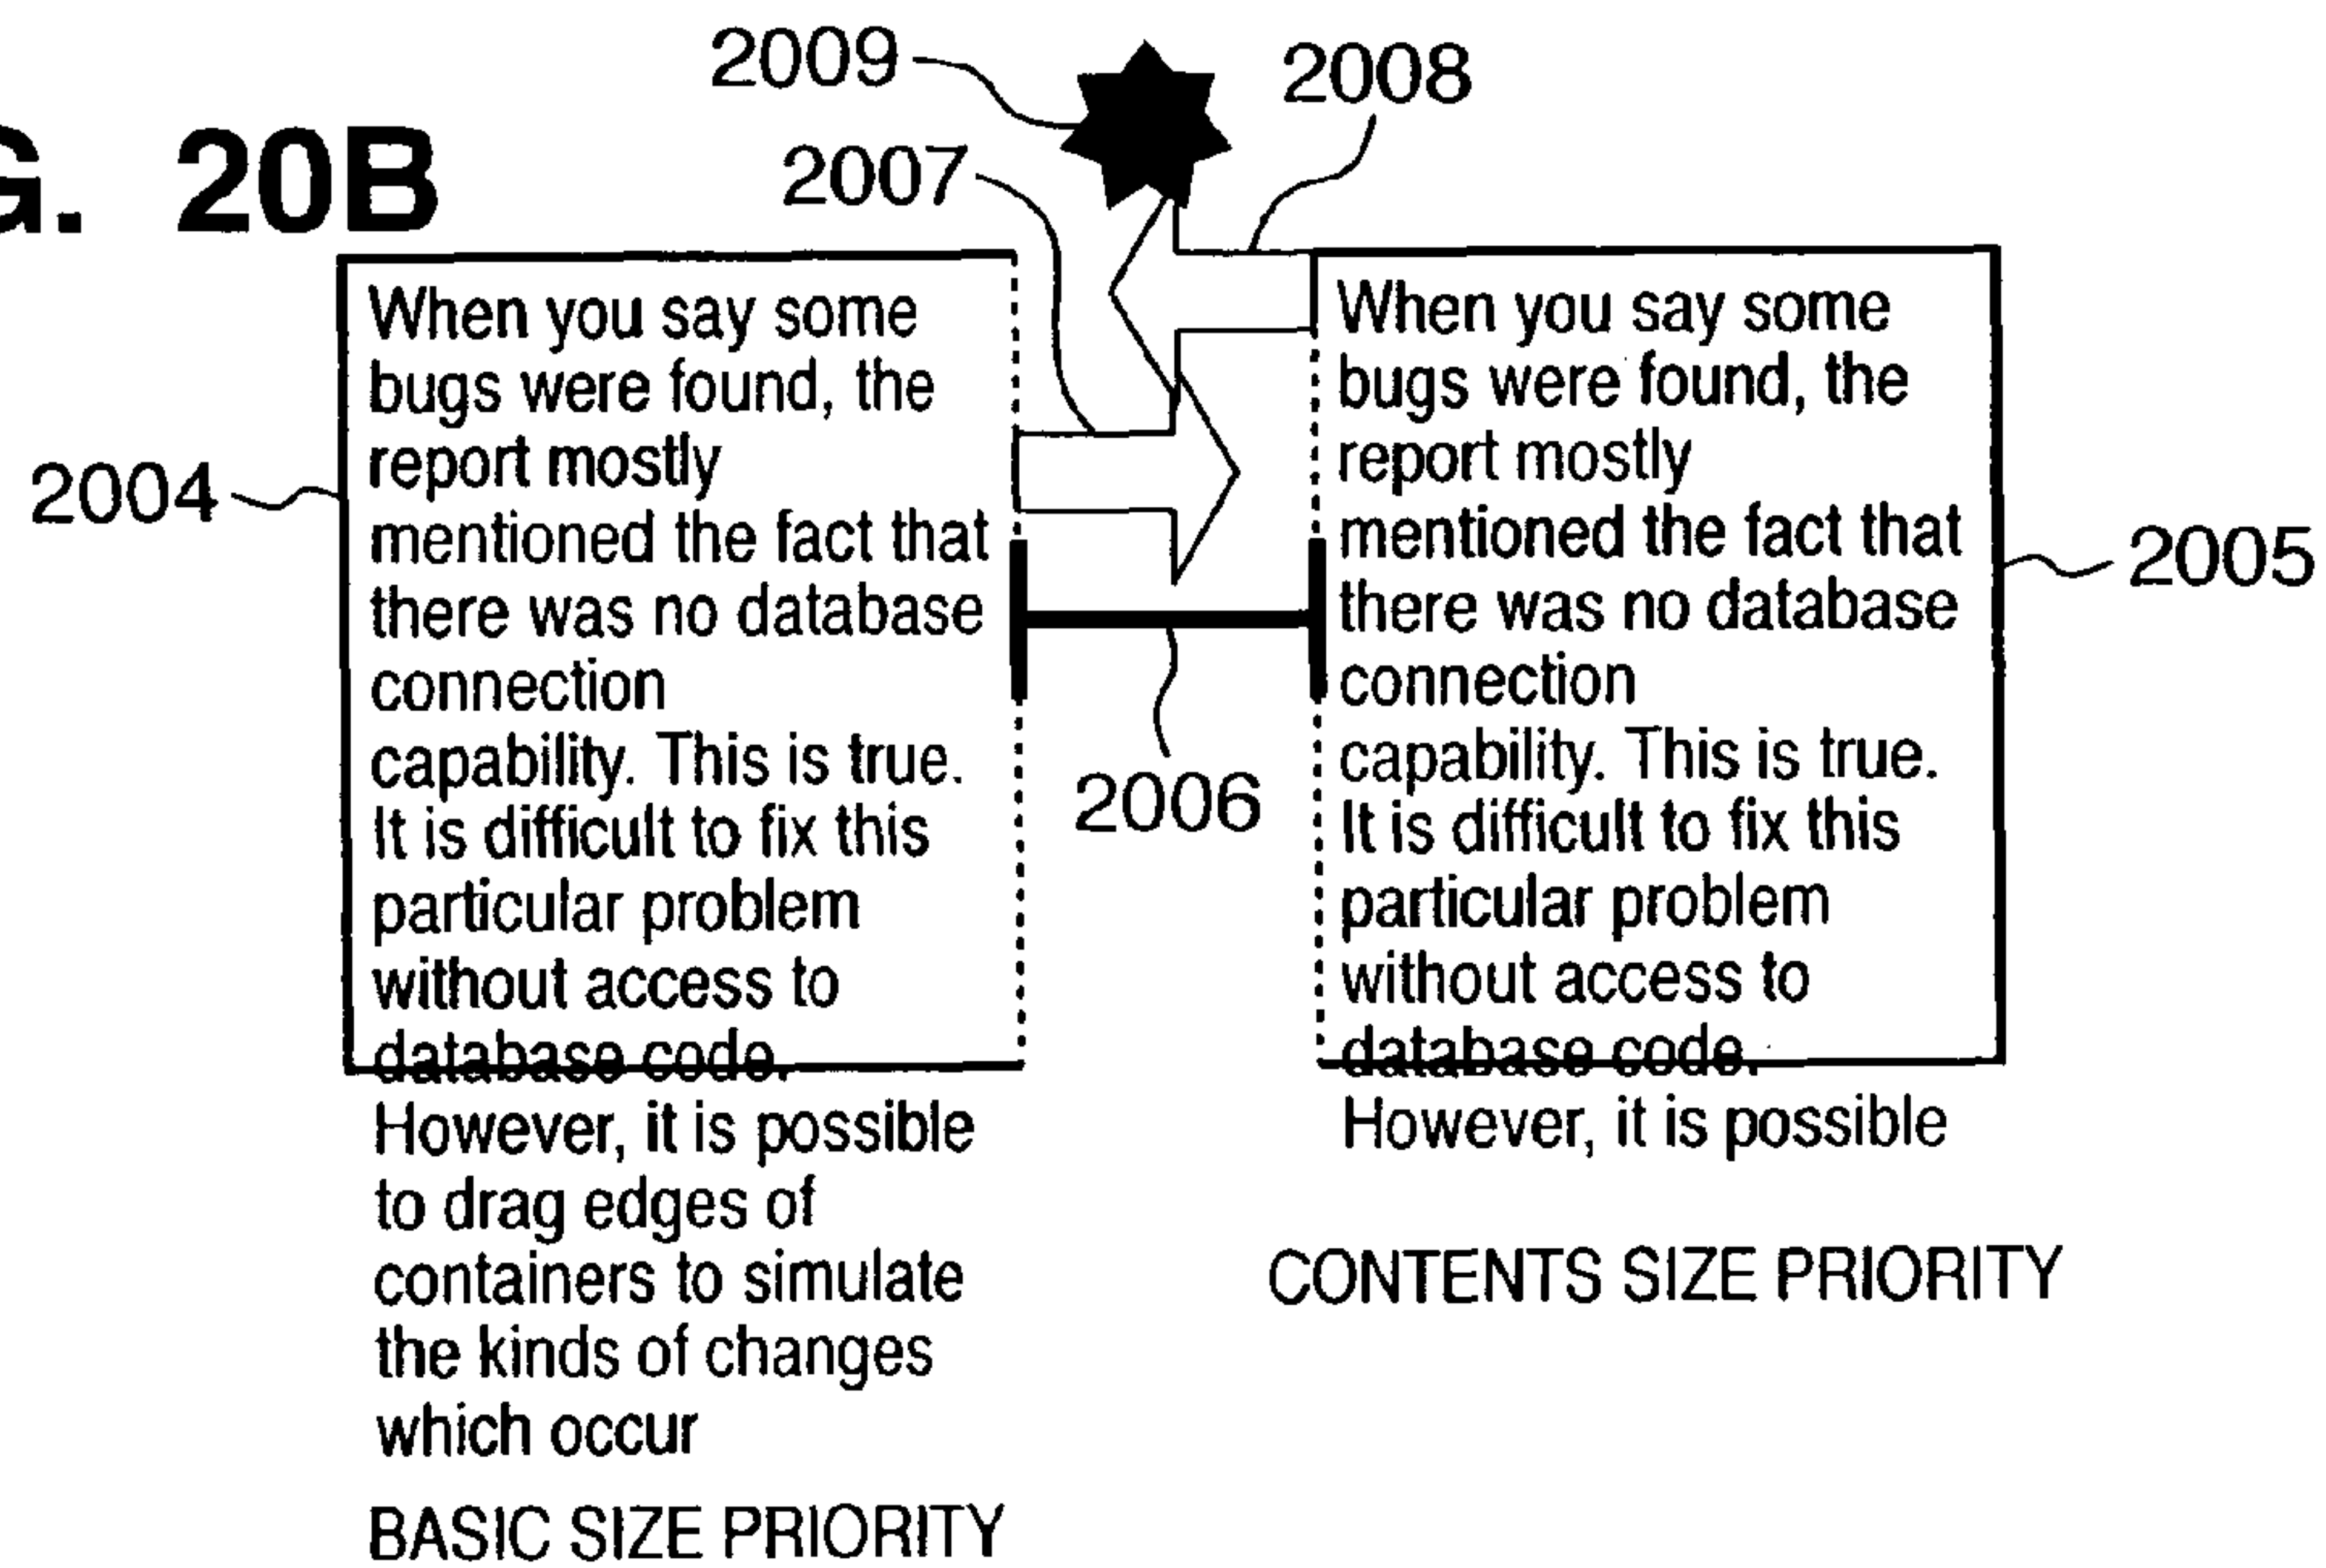 2009
2008
G. 20B
2007
When you say some
bugs were found, the
report mostly
mentioned the fact that
there was no database
connection
capability. This is true.
It is difficult to fix this
particular problem
without access to
database code.
However, it is possible
to drag edges of
containers to simulate
the kinds of changes
which occur
BASIC SIZE PRIORITY
2004
2006
When you say some
bugs were found, the
report mostly
mentioned the fact that
there was no database
connection
capability. This is true.
It is difficult to fix this
particular problem
without access to
database code.
However, it is possible
CONTENTS SIZE PRIORITY
2005